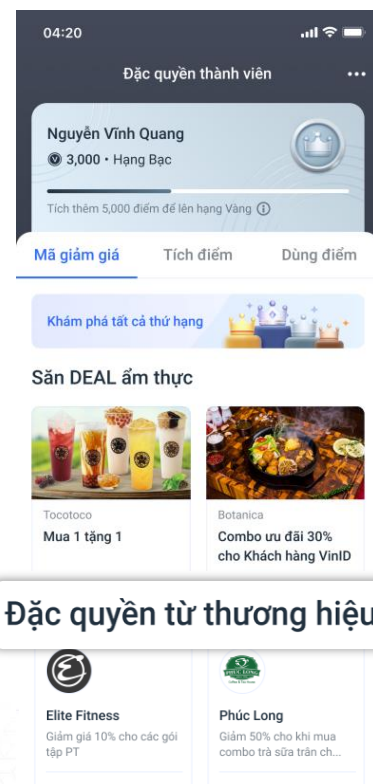 04:20
Đặc quyền thành viên
Nguyễn Vĩnh Quang
3,000 • Hạng Bạc
Tích thêm 5,000 điểm để lên hạng Vàng
Mã giảm giá Tích điểm Dùng điểm
Khám phá tất cả thứ hạng
Săn DEAL ẩm thực
Tocotoco
Mua 1 tặng 1
Botanica
Combo ưu đãi 30%
cho Khách hàng VinID
Đặc quyền từ thương hiệu
Elite Fitness
Giảm giá 10% cho các gói
tập PT
PHUC LONG
Phúc Long
Giảm 50% cho khi mua
combo trà sữa trân ch...